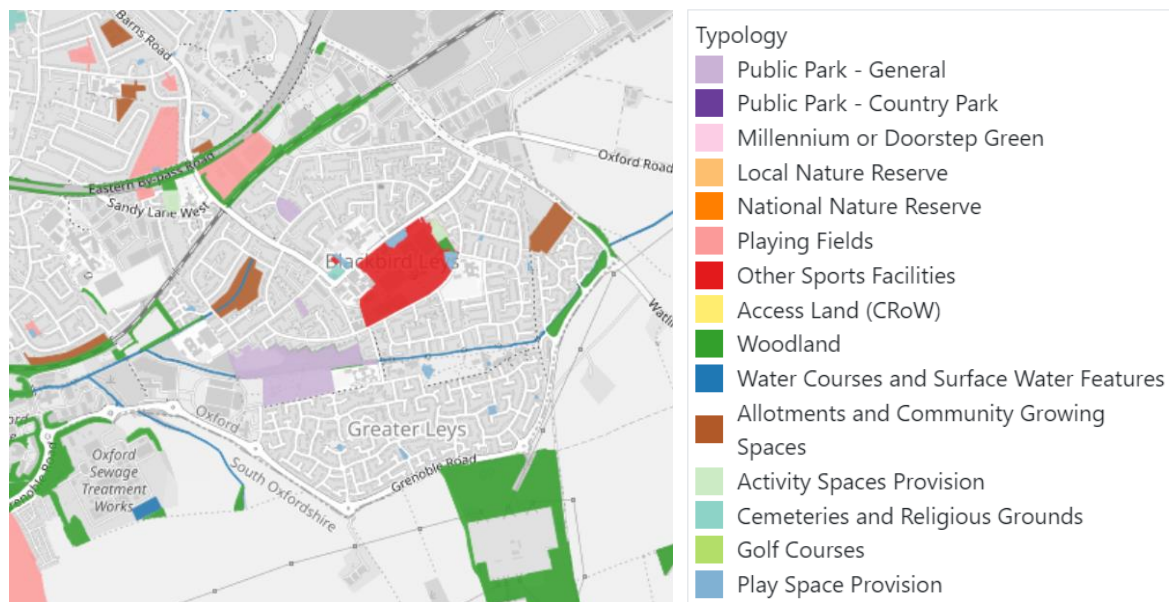 Barns Road
Oxford Road
Eastern By-pass Road
Sandy Lane West
Blackbird Leys
Oxford
South Oxfordshire
Greater Leys
Grenoble Road
Oxford
Sewage
Treatment
Works
Typology
Public Park - General
Public Park - Country Park
Millennium or Doorstep Green
Local Nature Reserve
National Nature Reserve
Playing Fields
Other Sports Facilities
Access Land (CRoW)
Woodland
Water Courses and Surface Water Features
Allotments and Community Growing
Spaces
Activity Spaces Provision
Cemeteries and Religious Grounds
Golf Courses
Play Space Provision